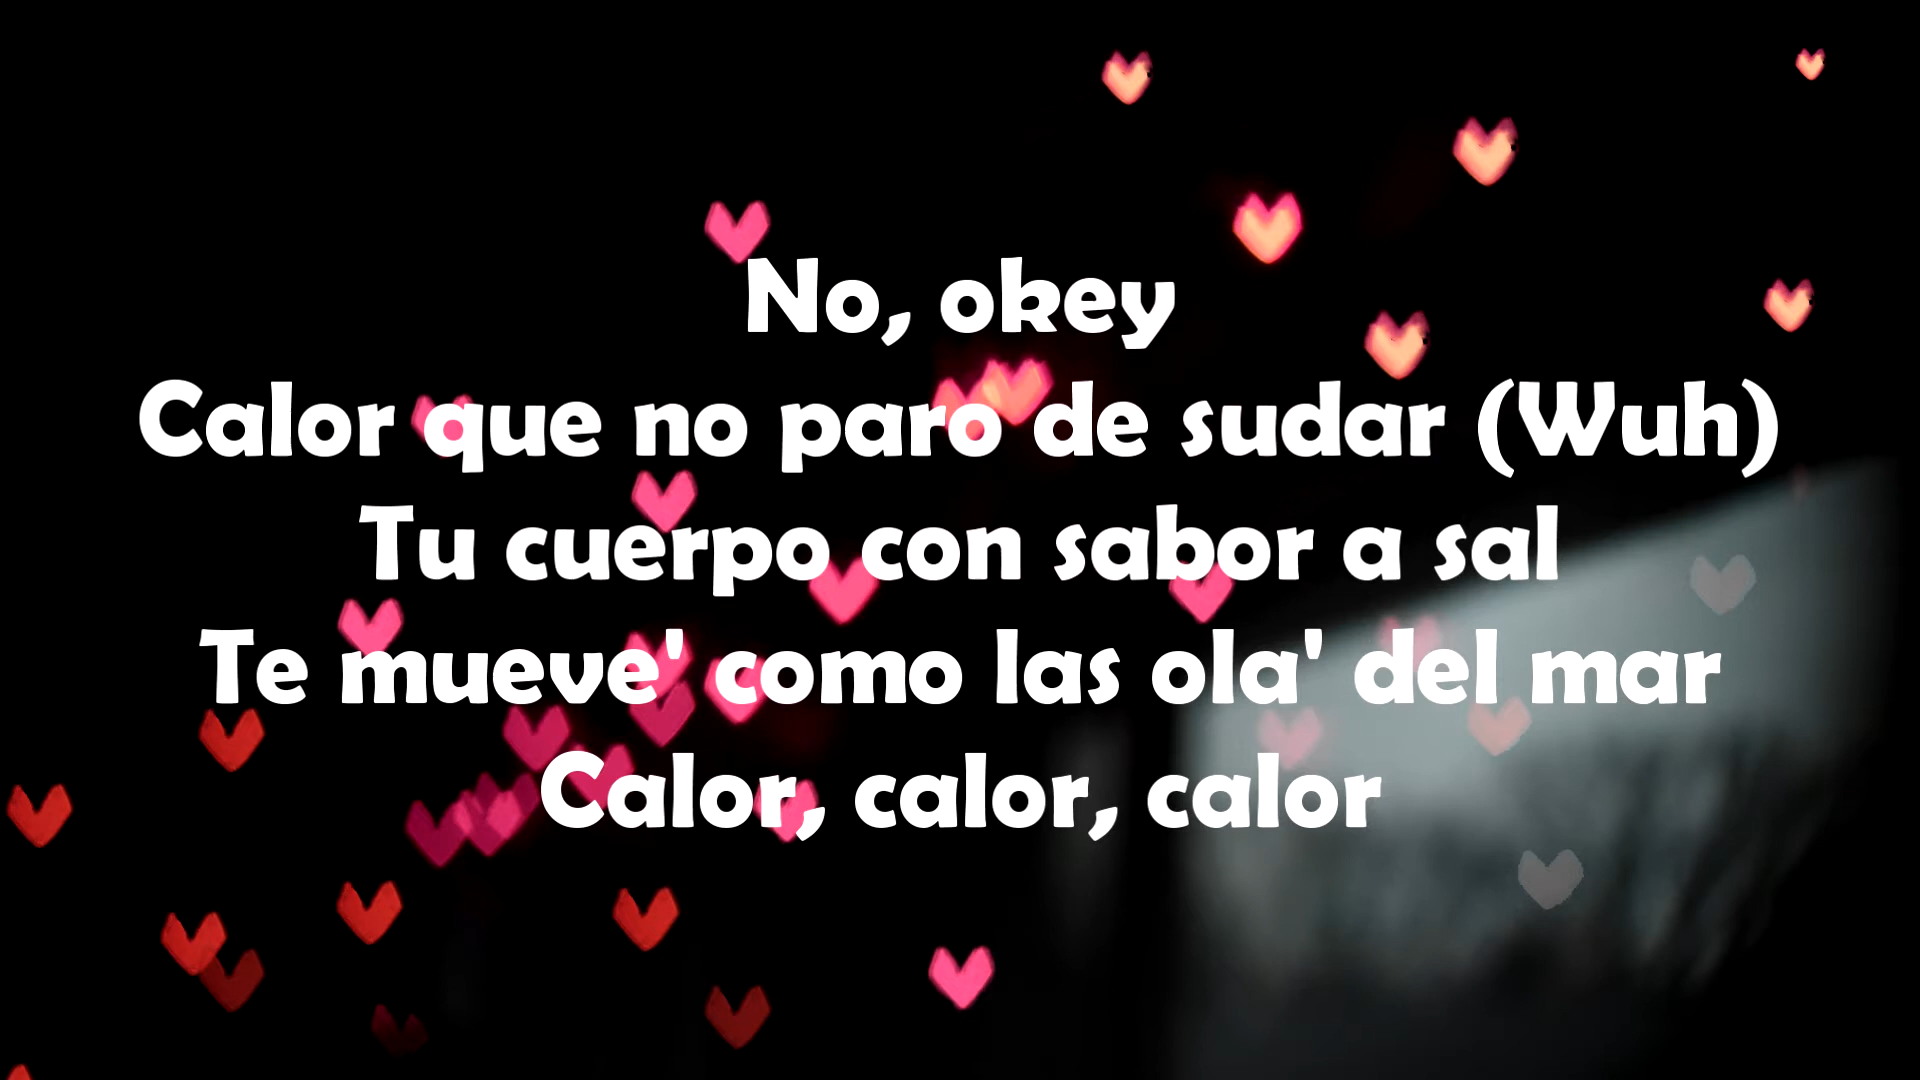 No, okey
Calor que no paro de sudar (Wuh)
Tu cuerpo con sabor a sal
Te mueve' como las ola' del mar
Calor, calor, calor